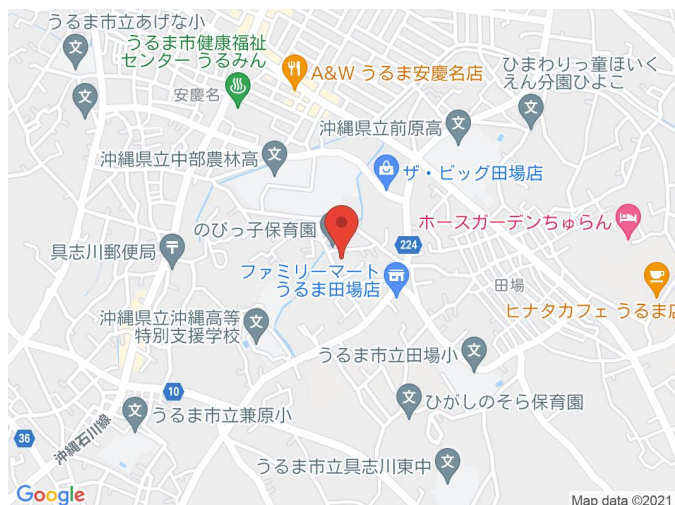 うるま市立あげな小
うるま市健康福祉
センター うるみん
A&W うるま安慶名店
安慶名
ひまわりっ童ほいく
えん分園ひよこ
沖縄県立前原高
沖縄県立中部農林高
ザ・ビッグ田場店
ホースガーデンちゅらん
のびっ子保育園
具志川郵便局
224
ファミリーマート
うるま田場店
田場
ヒナタカフェ うるま店
沖縄県立沖縄高等
特別支援学校
うるま市立田場小
10
ひがしのそら保育園
うるま市立兼原小
36
沖縄石川線
うるま市立具志川東中
Google
Map data ©2021